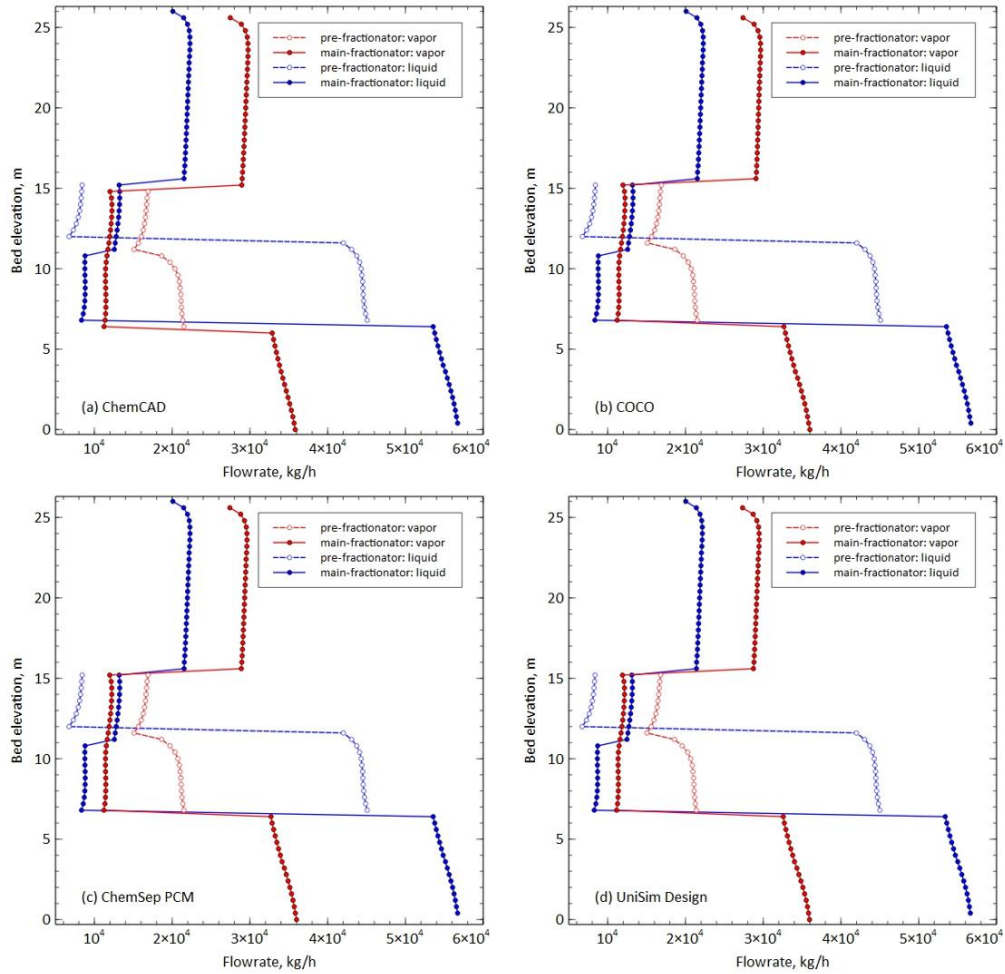 pre-fractionator: vapor
main-fractionator: vapor
pre-fractionator: liquid
main-fractionator: liquid
25
20
15
10
5
0
Bed elevation, m
(a) ChemCAD
10⁴ 2×10⁴ 3×10⁴ 4×10⁴ 5×10⁴ 6×10⁴
Flowrate, kg/h
pre-fractionator: vapor
main-fractionator: vapor
pre-fractionator: liquid
main-fractionator: liquid
25
20
15
10
5
0
Bed elevation, m
(b) COCO
10⁴ 2×10⁴ 3×10⁴ 4×10⁴ 5×10⁴ 6×10⁴
Flowrate, kg/h
pre-fractionator: vapor
main-fractionator: vapor
pre-fractionator: liquid
main-fractionator: liquid
25
20
15
10
5
0
Bed elevation, m
(c) ChemSep PCM
10⁴ 2×10⁴ 3×10⁴ 4×10⁴ 5×10⁴ 6×10⁴
Flowrate, kg/h
pre-fractionator: vapor
main-fractionator: vapor
pre-fractionator: liquid
main-fractionator: liquid
25
20
15
10
5
0
Bed elevation, m
(d) UniSim Design
10⁴ 2×10⁴ 3×10⁴ 4×10⁴ 5×10⁴ 6×10⁴
Flowrate, kg/h